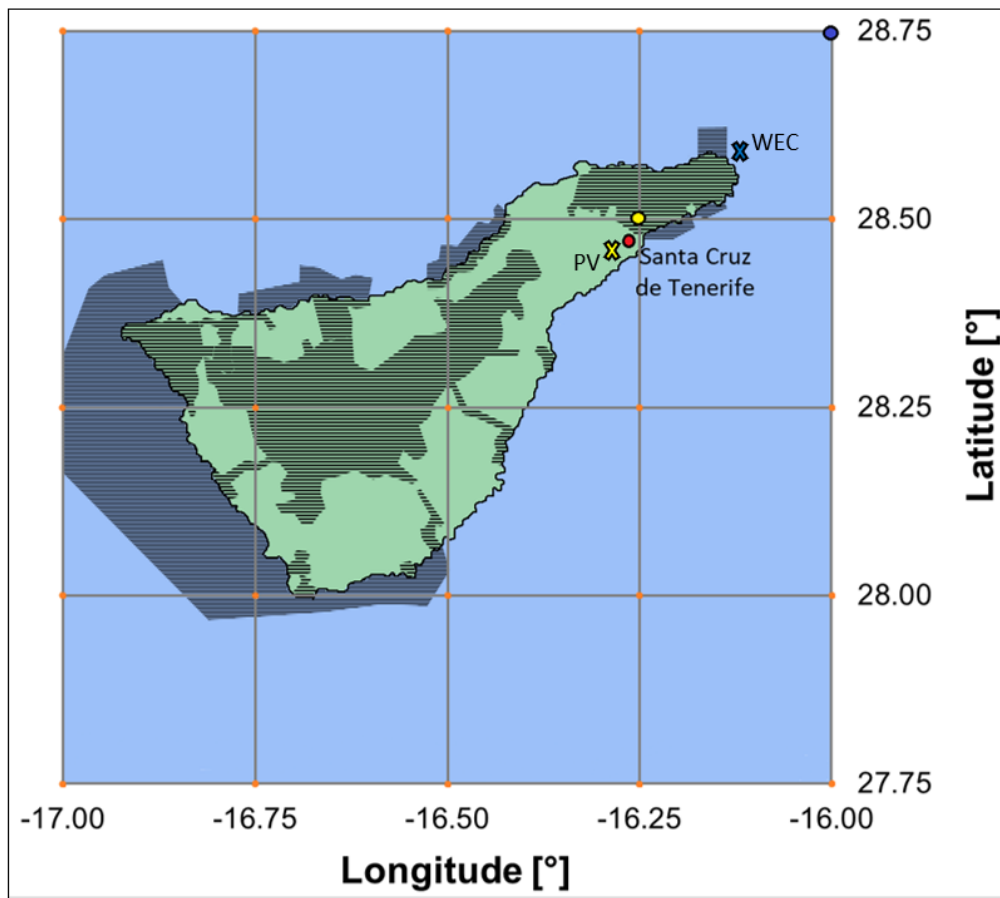 28.75
WEC
28.50
Santa Cruz
PV
de Tenerife
28.25
Latitude [°]
28.00
27.75
-17.00 -16.75 -16.50 -16.25 -16.00
Longitude [°]